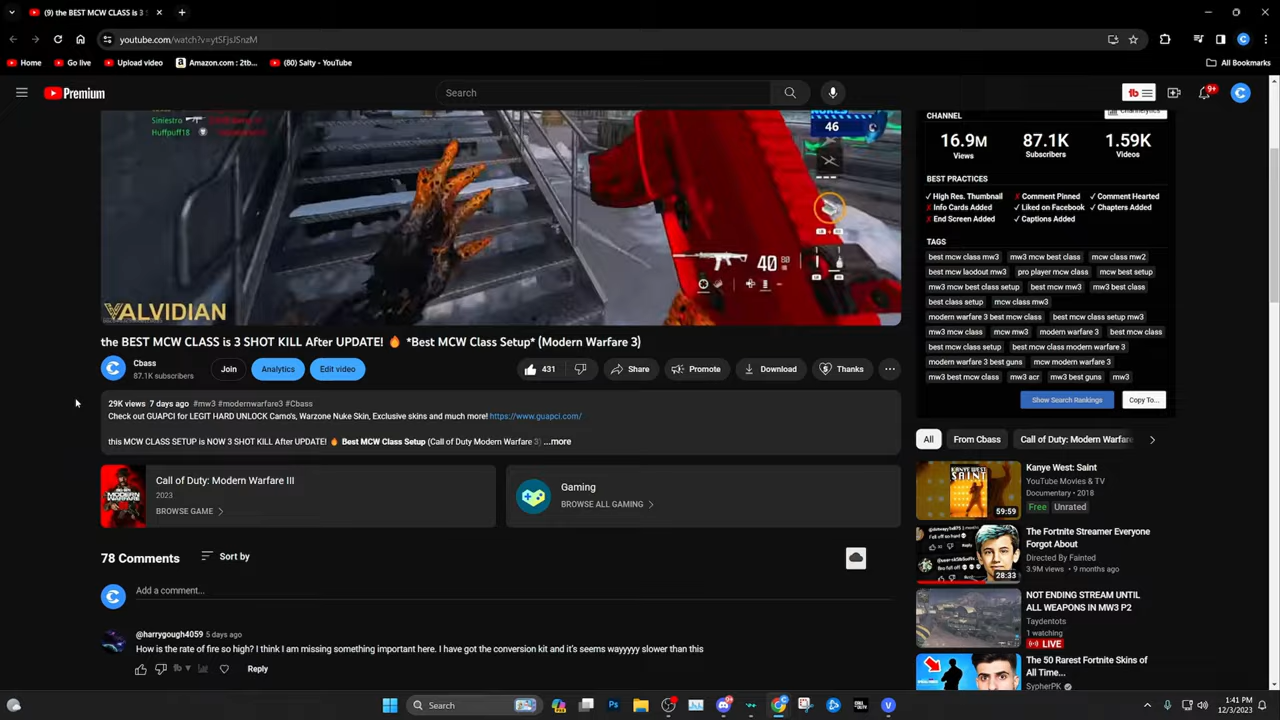 (9) the BEST MCW CLASS is 3
youtube.com/watch?v=ytSFjsJSnzM
Home
Go live
Upload video
Amazon.com : 2tb...
(80) Salty - YouTube
All Bookmarks
Premium
Search
9+
Siniestro
Huffpuff18
46
40
VALVIDIAN
the BEST MCW CLASS is 3 SHOT KILL After UPDATE! 🔥 *Best MCW Class Setup* (Modern Warfare 3)
Cbass
87.1K subscribers
Join
Analytics
Edit video
431
Share
Promote
Download
Thanks
29K views 7 days ago #mw3 #modernwarfare3 #Cbass
Check out GUAPCI for LEGIT HARD UNLOCK Camo's, Warzone Nuke Skin, Exclusive skins and much more! https://www.guapci.com/
this MCW CLASS SETUP is NOW 3 SHOT KILL After UPDATE! 🔥 Best MCW Class Setup (Call of Duty Modern Warfare 3) ...more
Call of Duty: Modern Warfare III
2023
BROWSE GAME
Gaming
BROWSE ALL GAMING
78 Comments
Sort by
Add a comment...
@harrygough4059 5 days ago
How is the rate of fire so high? I think I am missing something important here. I have got the conversion kit and it's seems wayyyyy slower than this
Reply
CHANNEL
16.9M
Views
87.1K
Subscribers
1.59K
Videos
BEST PRACTICES
✓ High Res. Thumbnail
✗ Comment Pinned
✓ Comment Hearted
✗ Info Cards Added
✓ Liked on Facebook
✓ Chapters Added
✗ End Screen Added
✓ Captions Added
TAGS
best mcw class mw3
mw3 mcw best class
mcw class mw2
best mcw laodout mw3
pro player mcw class
mcw best setup
mw3 mcw best class setup
best mcw mw3
mw3 best class
best class setup
mcw class mw3
modern warfare 3 best mcw class
best mcw class setup mw3
mw3 mcw class
mcw mw3
modern warfare 3
best mcw class
best mcw class setup
best mcw class modern warfare 3
modern warfare 3 best guns
mcw modern warfare 3
mw3 best mcw class
mw3 acr
mw3 best guns
mw3
Show Search Rankings
Copy To...
All
From Cbass
Call of Duty: Modern Warfar
Kanye West: Saint
YouTube Movies & TV
Documentary • 2018
Free
Unrated
59:59
The Fortnite Streamer Everyone
Forgot About
Directed By Fainted
3.9M views • 9 months ago
28:33
NOT ENDING STREAM UNTIL
ALL WEAPONS IN MW3 P2
Taydentots
1 watching
LIVE
The 50 Rarest Fortnite Skins of
All Time...
SypherPK
Search
1:41 PM
12/3/2023